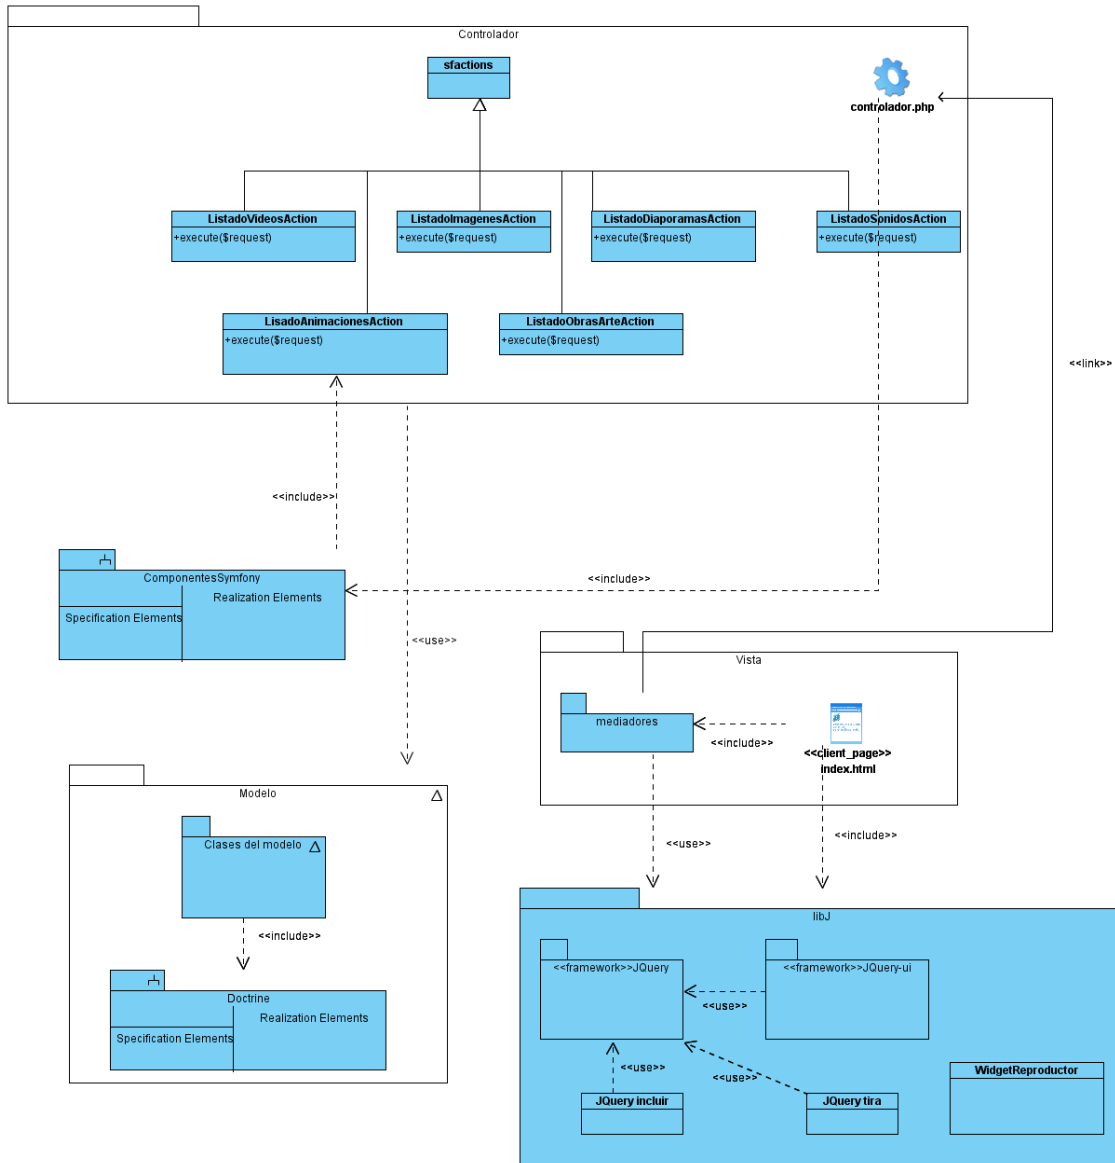 Controlador
sfactions
controlador.php
ListadoVideosAction
+execute($request)
ListadoImagenesAction
+execute($request)
ListadoDiaporamasAction
+execute($request)
ListadoSonidosAction
+execute($request)
LisadoAnimacionesAction
+execute($request)
ListadoObrasArteAction
+execute($request)
<<link>>
<<include>>
ComponentesSymfony
Specification Elements
Realization Elements
<<include>>
<<use>>
Vista
mediadores
<<include>>
<<client_page>>
index.html
Modelo
Clases del modelo
<<include>>
Doctrine
Specification Elements
Realization Elements
<<use>>
<<include>>
libJ
<<framework>>JQuery
<<framework>>JQuery-ui
<<use>>
<<use>>
<<use>>
JQuery incluir
JQuery tira
WidgetReproductor